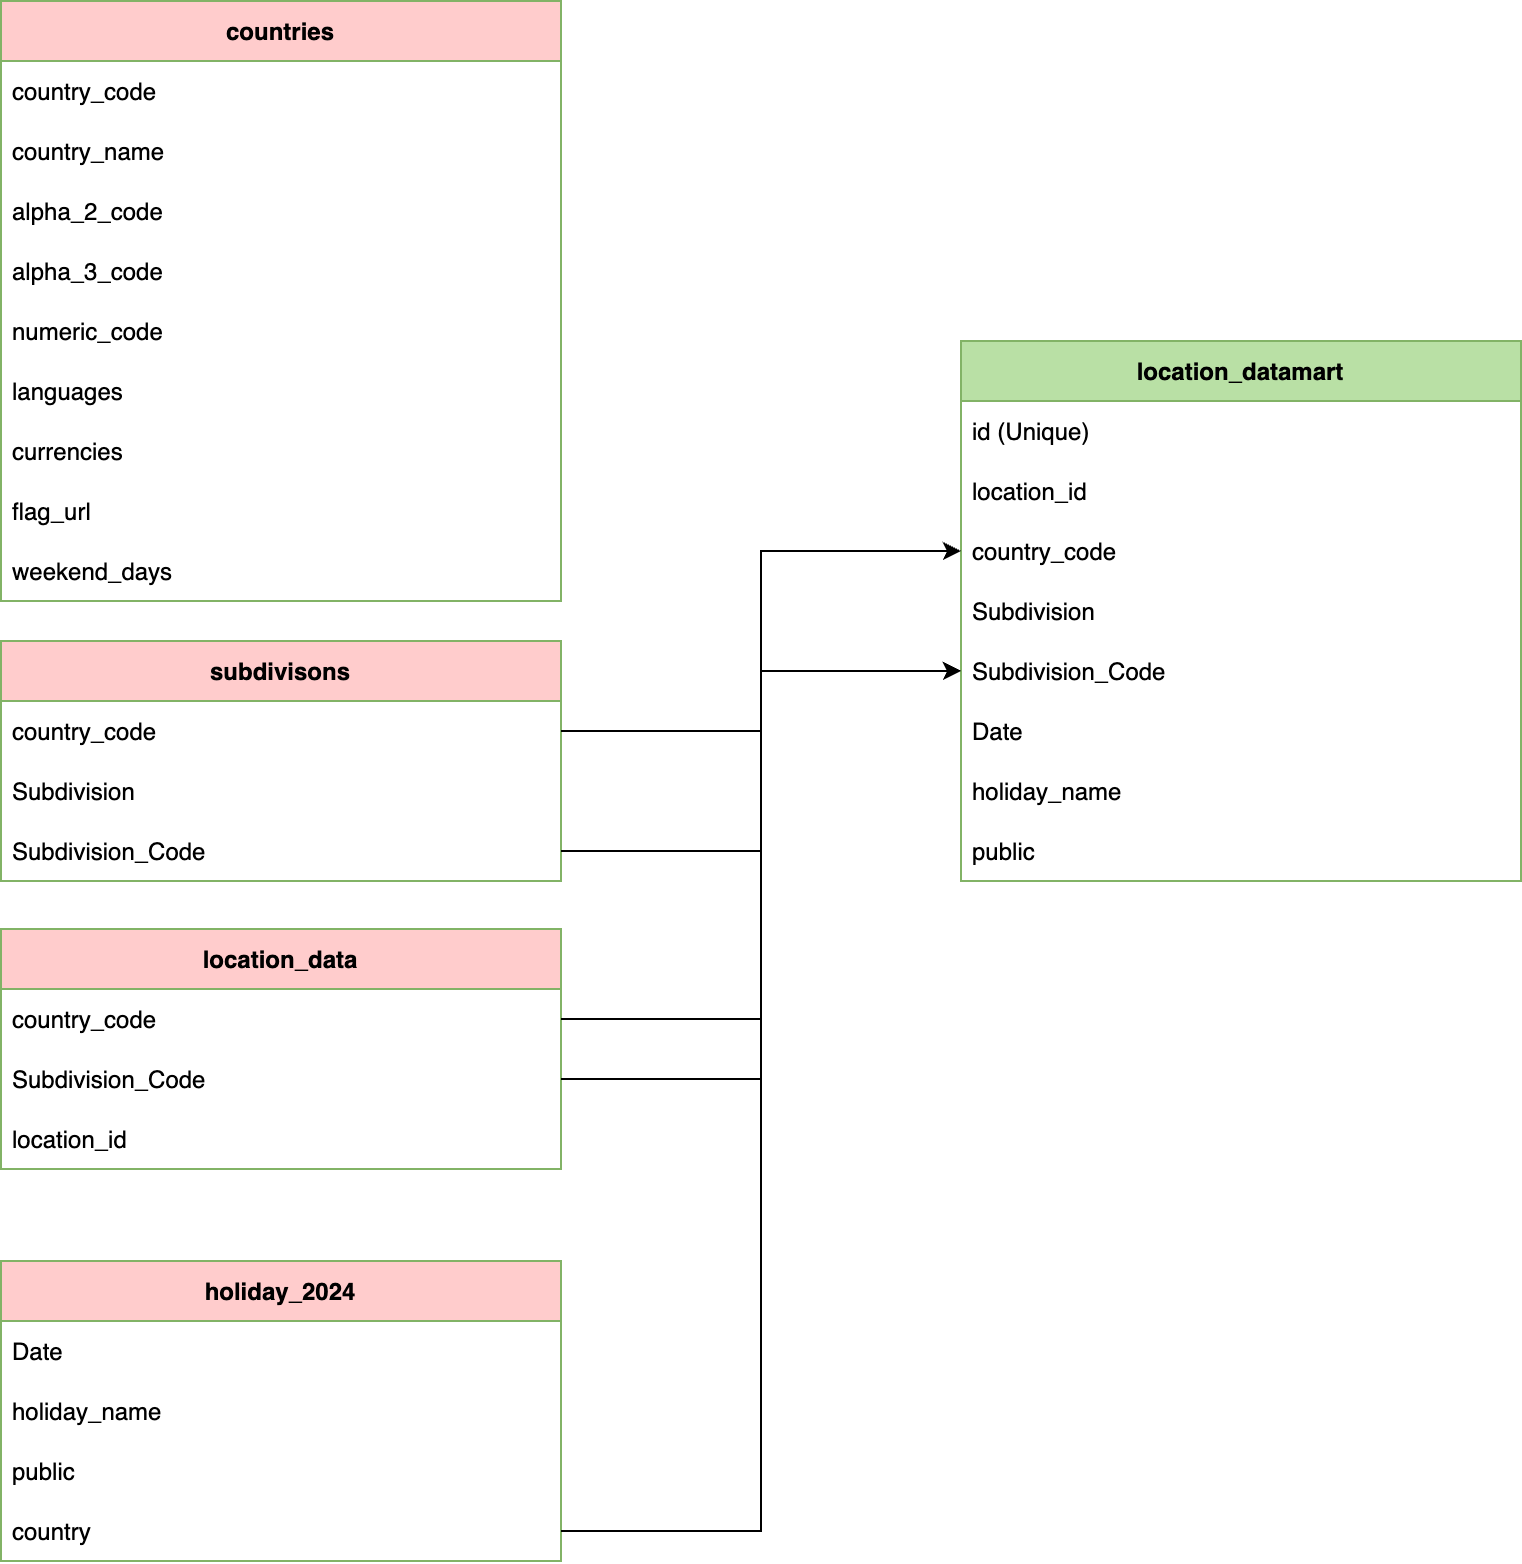 countries
country_code
country_name
alpha_2_code
alpha_3_code
numeric_code
languages
currencies
flag_url
weekend_days
subdivisons
country_code
Subdivision
Subdivision_Code
location_data
country_code
Subdivision_Code
location_id
holiday_2024
Date
holiday_name
public
country
location_datamart
id (Unique)
location_id
country_code
Subdivision
Subdivision_Code
Date
holiday_name
public